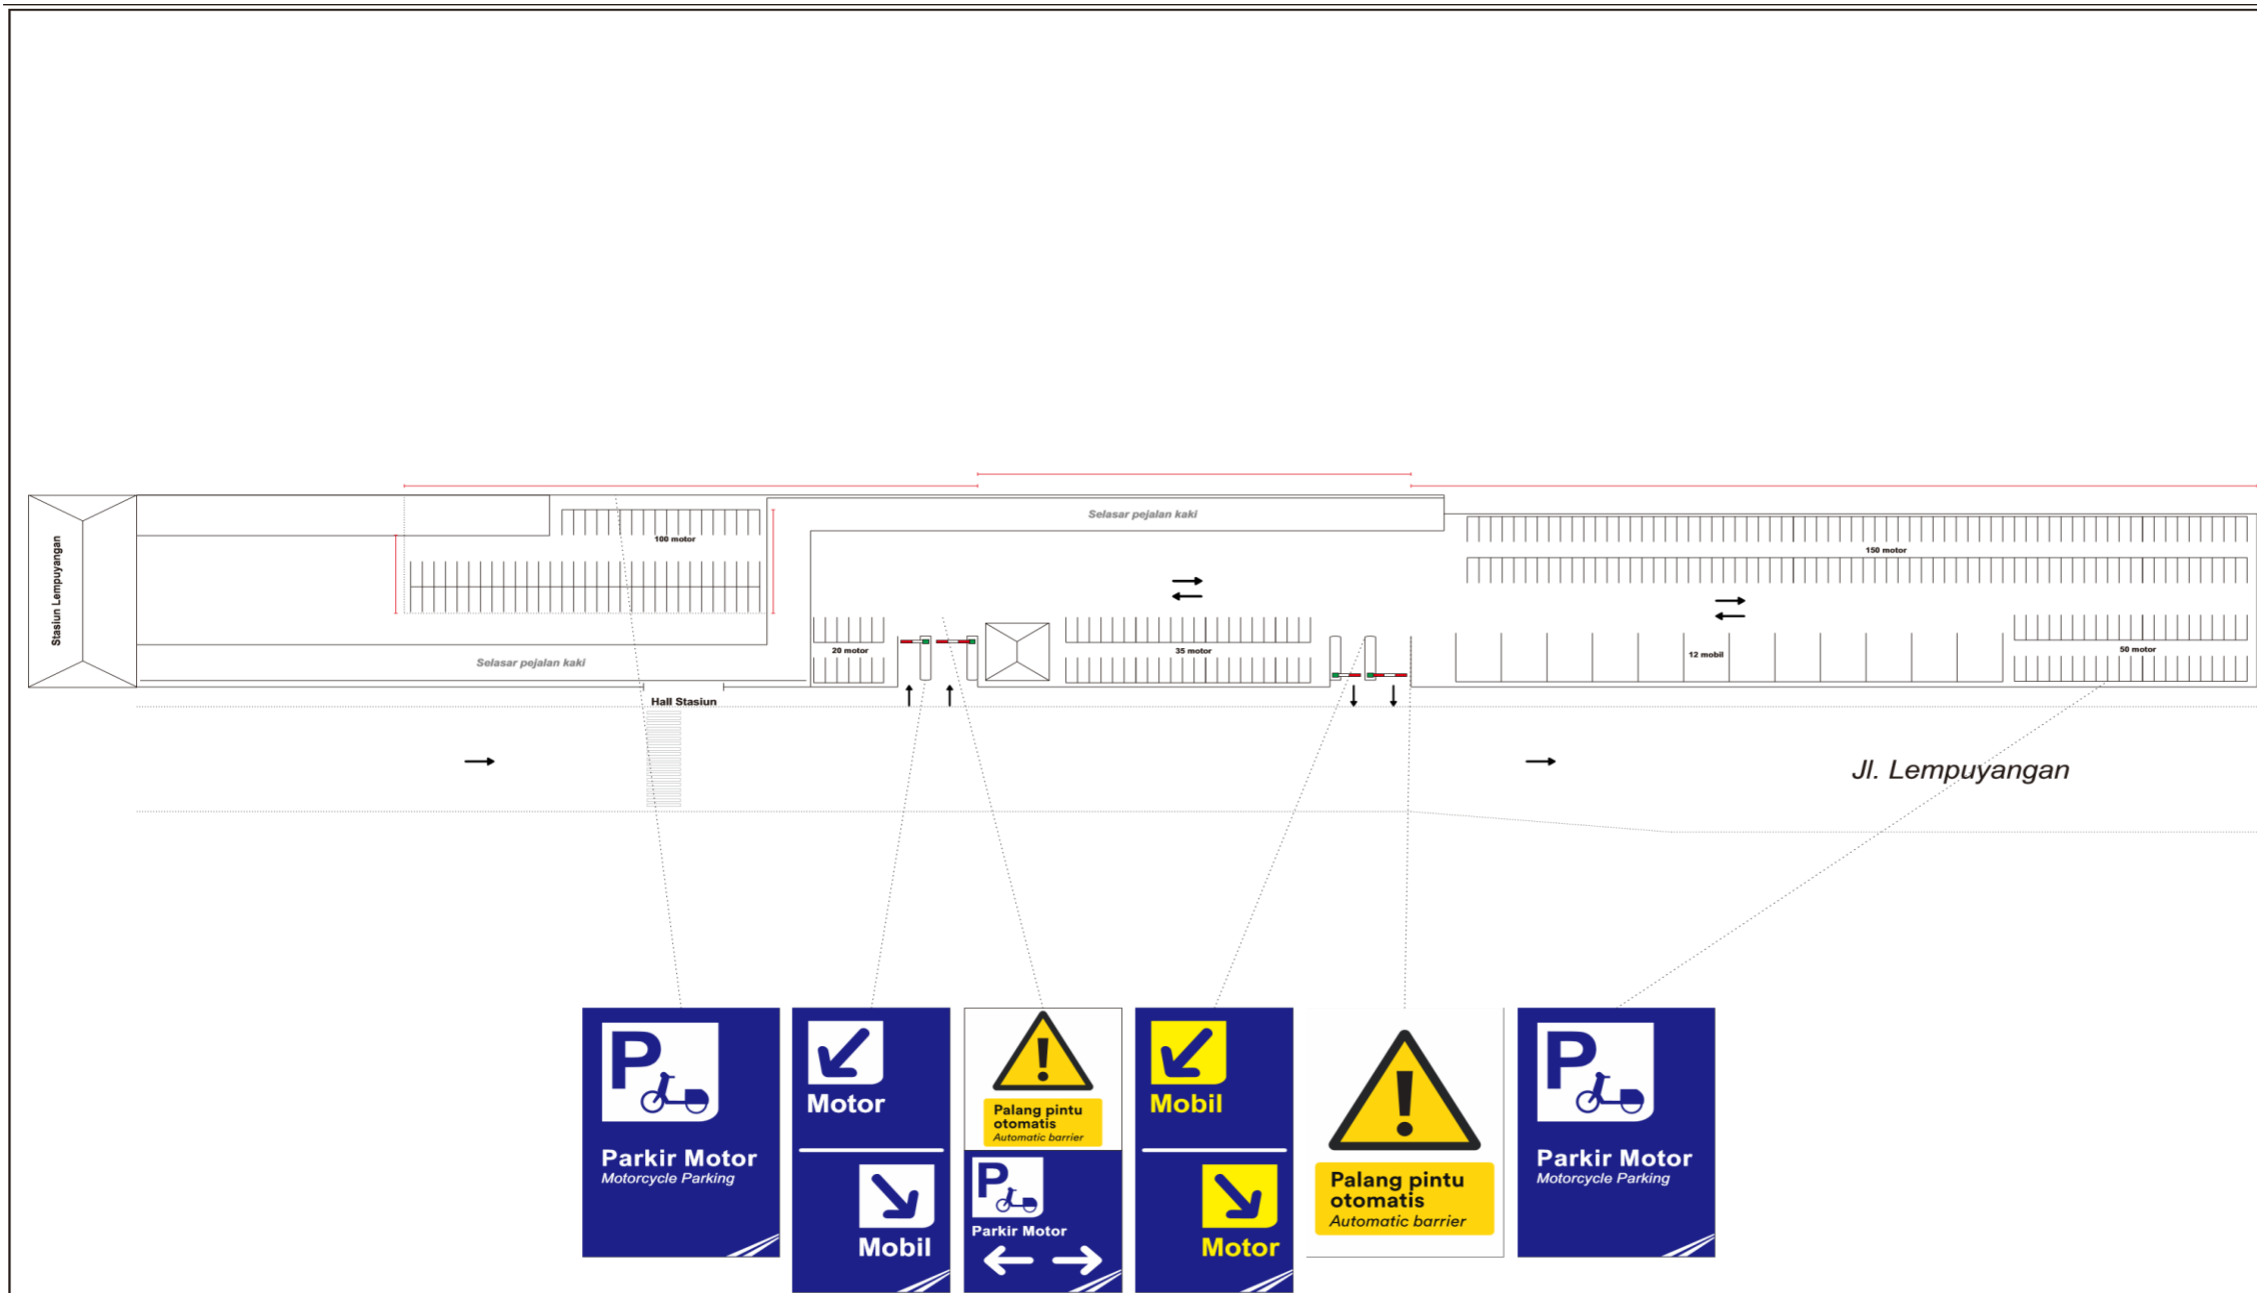 Stasiun Lempuyangan
Selasar pejalan kaki
100 motor
150 motor
20 motor
35 motor
12 mobil
50 motor
Selasar pejalan kaki
Hall Stasiun
Jl. Lempuyangan
P
Parkir Motor
Motorcycle Parking
Motor
Mobil
!
Palang pintu
otomatis
Automatic barrier
P
Parkir Motor
Mobil
Motor
!
Palang pintu
otomatis
Automatic barrier
P
Parkir Motor
Motorcycle Parking